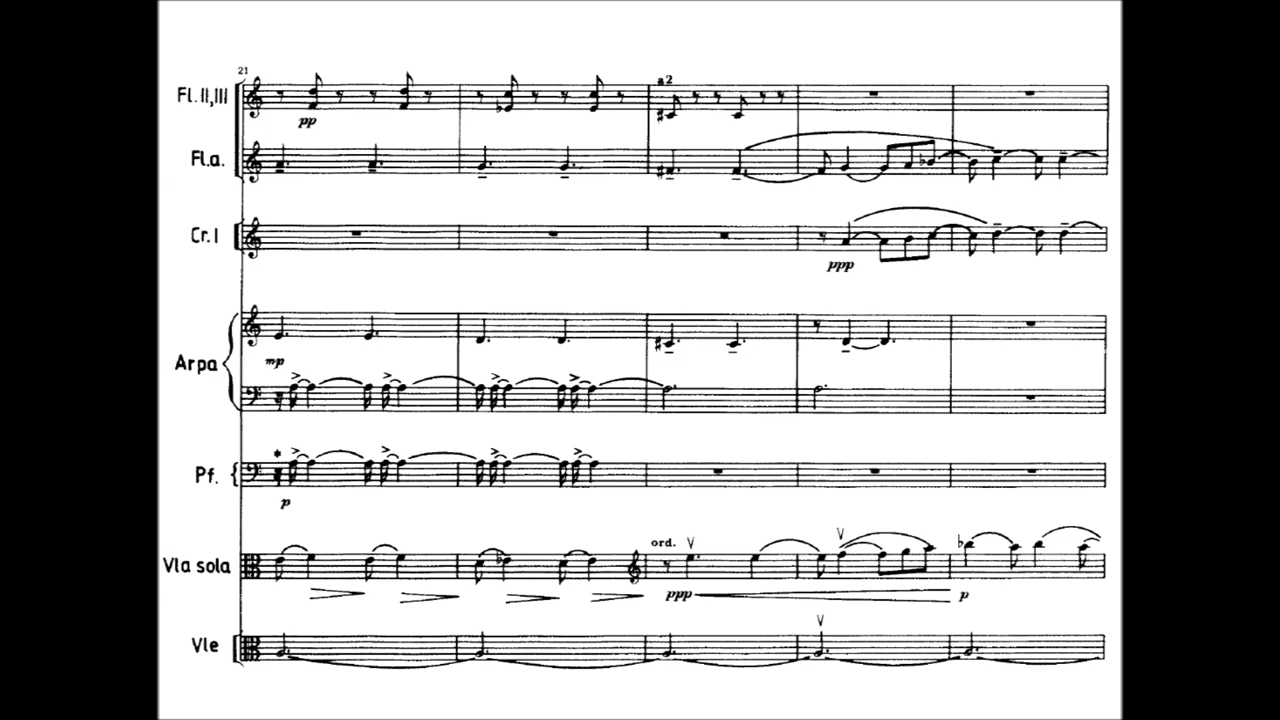 21
Fl. II, III
a2
pp
Fl.a.
Cr. I
ppp
Arpa
mp
*
Pf.
p
ord.
Vla sola
ppp
p
Vle